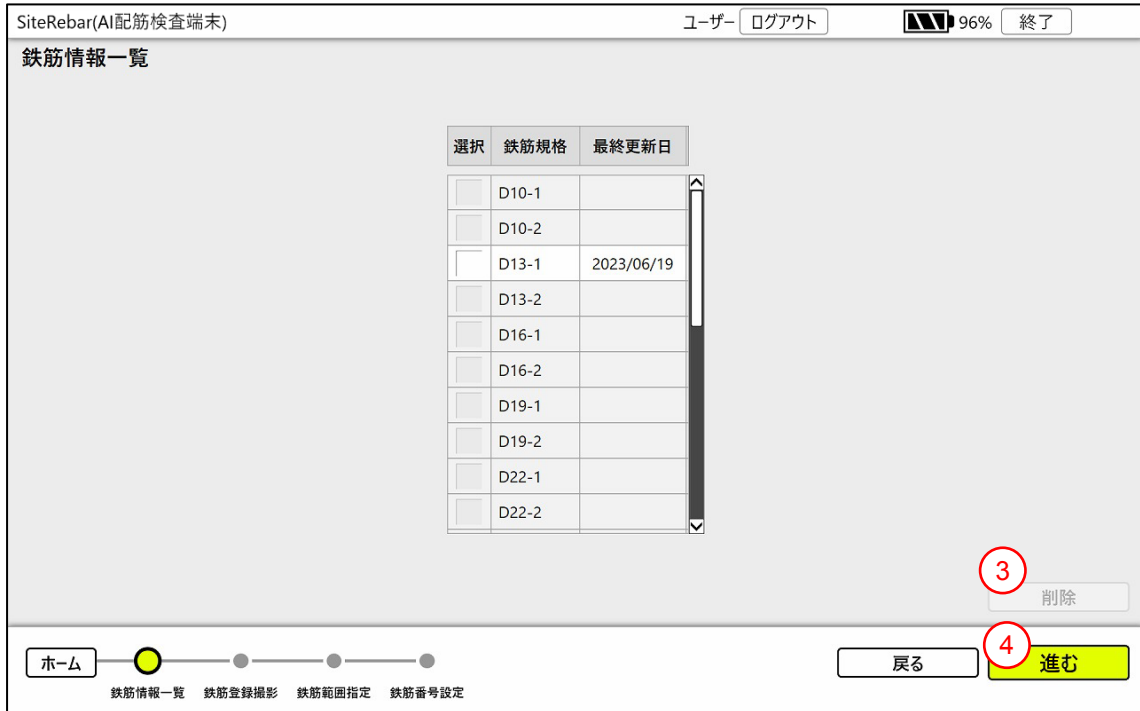 SiteRebar(AI配筋検査端末) ユーザー ログアウト 96% 終了
鉄筋情報一覧
選択 鉄筋規格 最終更新日
D10-1
D10-2
D13-1 2023/06/19
D13-2
D16-1
D16-2
D19-1
D19-2
D22-1
D22-2
3
削除
4
ホーム 戻る 進む
鉄筋情報一覧 鉄筋登録撮影 鉄筋範囲指定 鉄筋番号設定